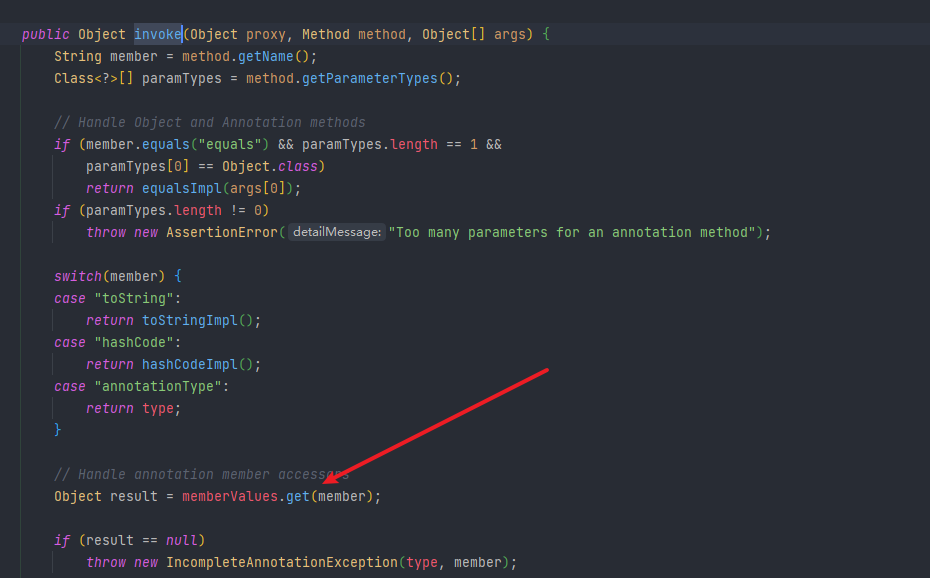 public Object invoke(Object proxy, Method method, Object[] args) {
String member = method.getName();
Class<?>[] paramTypes = method.getParameterTypes();
// Handle Object and Annotation methods
if (member.equals("equals") && paramTypes.length == 1 &&
paramTypes[0] == Object.class)
return equalsImpl(args[0]);
if (paramTypes.length != 0)
throw new AssertionError( detailMessage: "Too many parameters for an annotation method");
switch(member) {
case "toString":
return toStringImpl();
case "hashCode":
return hashCodeImpl();
case "annotationType":
return type;
}
// Handle annotation member accessors
Object result = memberValues.get(member);
if (result == null)
throw new IncompleteAnnotationException(type, member);